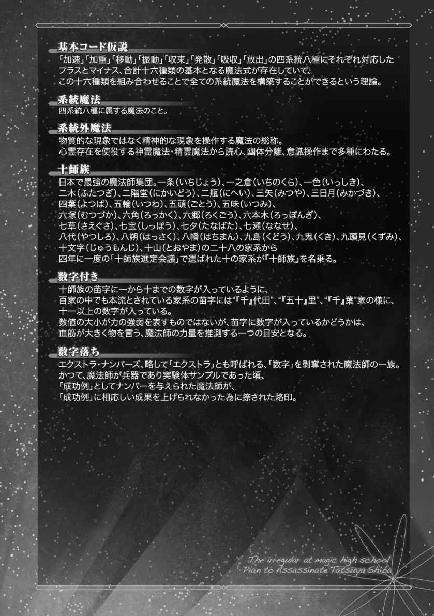 基本コード仮説
「加速」「加重」「移動」「振動」「収束」「発散」「吸収」「放出」の四系統八種にそれぞれ対応した
プラスとマイナス、合計十六種類の基本となる魔法式が存在していて、
この十六種類を組み合わせることで全ての系統魔法を構築することができるという理論。
系統魔法
四系統八種に属する魔法のこと。
系統外魔法
物質的な現象ではなく精神的な現象を操作する魔法の総称。
心霊存在を使役する神霊魔法・精霊魔法から読心、幽体分離、意識操作まで多種にわたる。
十師族
日本で最強の魔法師集団。一条（いちじょう）、一之倉（いちのくら）、一色（いっしき）、
二木（ふたつぎ）、二階堂（にかいどう）、二瓶（にへい）、三矢（みつや）、三日月（みかづき）、
四葉（よつば）、五輪（いつわ）、五頭（ごとう）、五味（いつみ）、
六塚（むつづか）、六角（ろっかく）、六郷（ろくごう）、六本木（ろっぽんぎ）、
七草（さえぐさ）、七宝（しっぽう）、七夕（たなばた）、七瀬（ななせ）、
八代（やつしろ）、八朔（はっさく）、八幡（はちまん）、九島（くどう）、九鬼（くき）、九頭見（くずみ）、
十文字（じゅうもんじ）、十山（とおやま）の二十八の家系から
四年に一度の「十師族選定会議」で選ばれた十の家系が『十師族』を名乗る。
数字付き
十師族の苗字に一から十までの数字が入っているように、
百家の中でも本流とされている家系の苗字には“『千』代田”、“『五十』里”、“『千』葉”家の様に、
十一以上の数字が入っている。
数値の大小が力の強弱を表すものではないが、苗字に数字が入っているかどうかは、
血筋が大きく物を言う、魔法師の力量を推測する一つの目安となる。
数字落ち
エクストラ・ナンバーズ、略して「エクストラ」とも呼ばれる、「数字」を剥奪された魔法師の一族。
かつて、魔法師が兵器であり実験体サンプルであった頃、
「成功例」としてナンバーを与えられた魔法師が、
「成功例」に相応しい成果を上げられなかった為に捺された烙印。
The irregular at magic high school
Plan to Assassinate Tatsuya Shiba